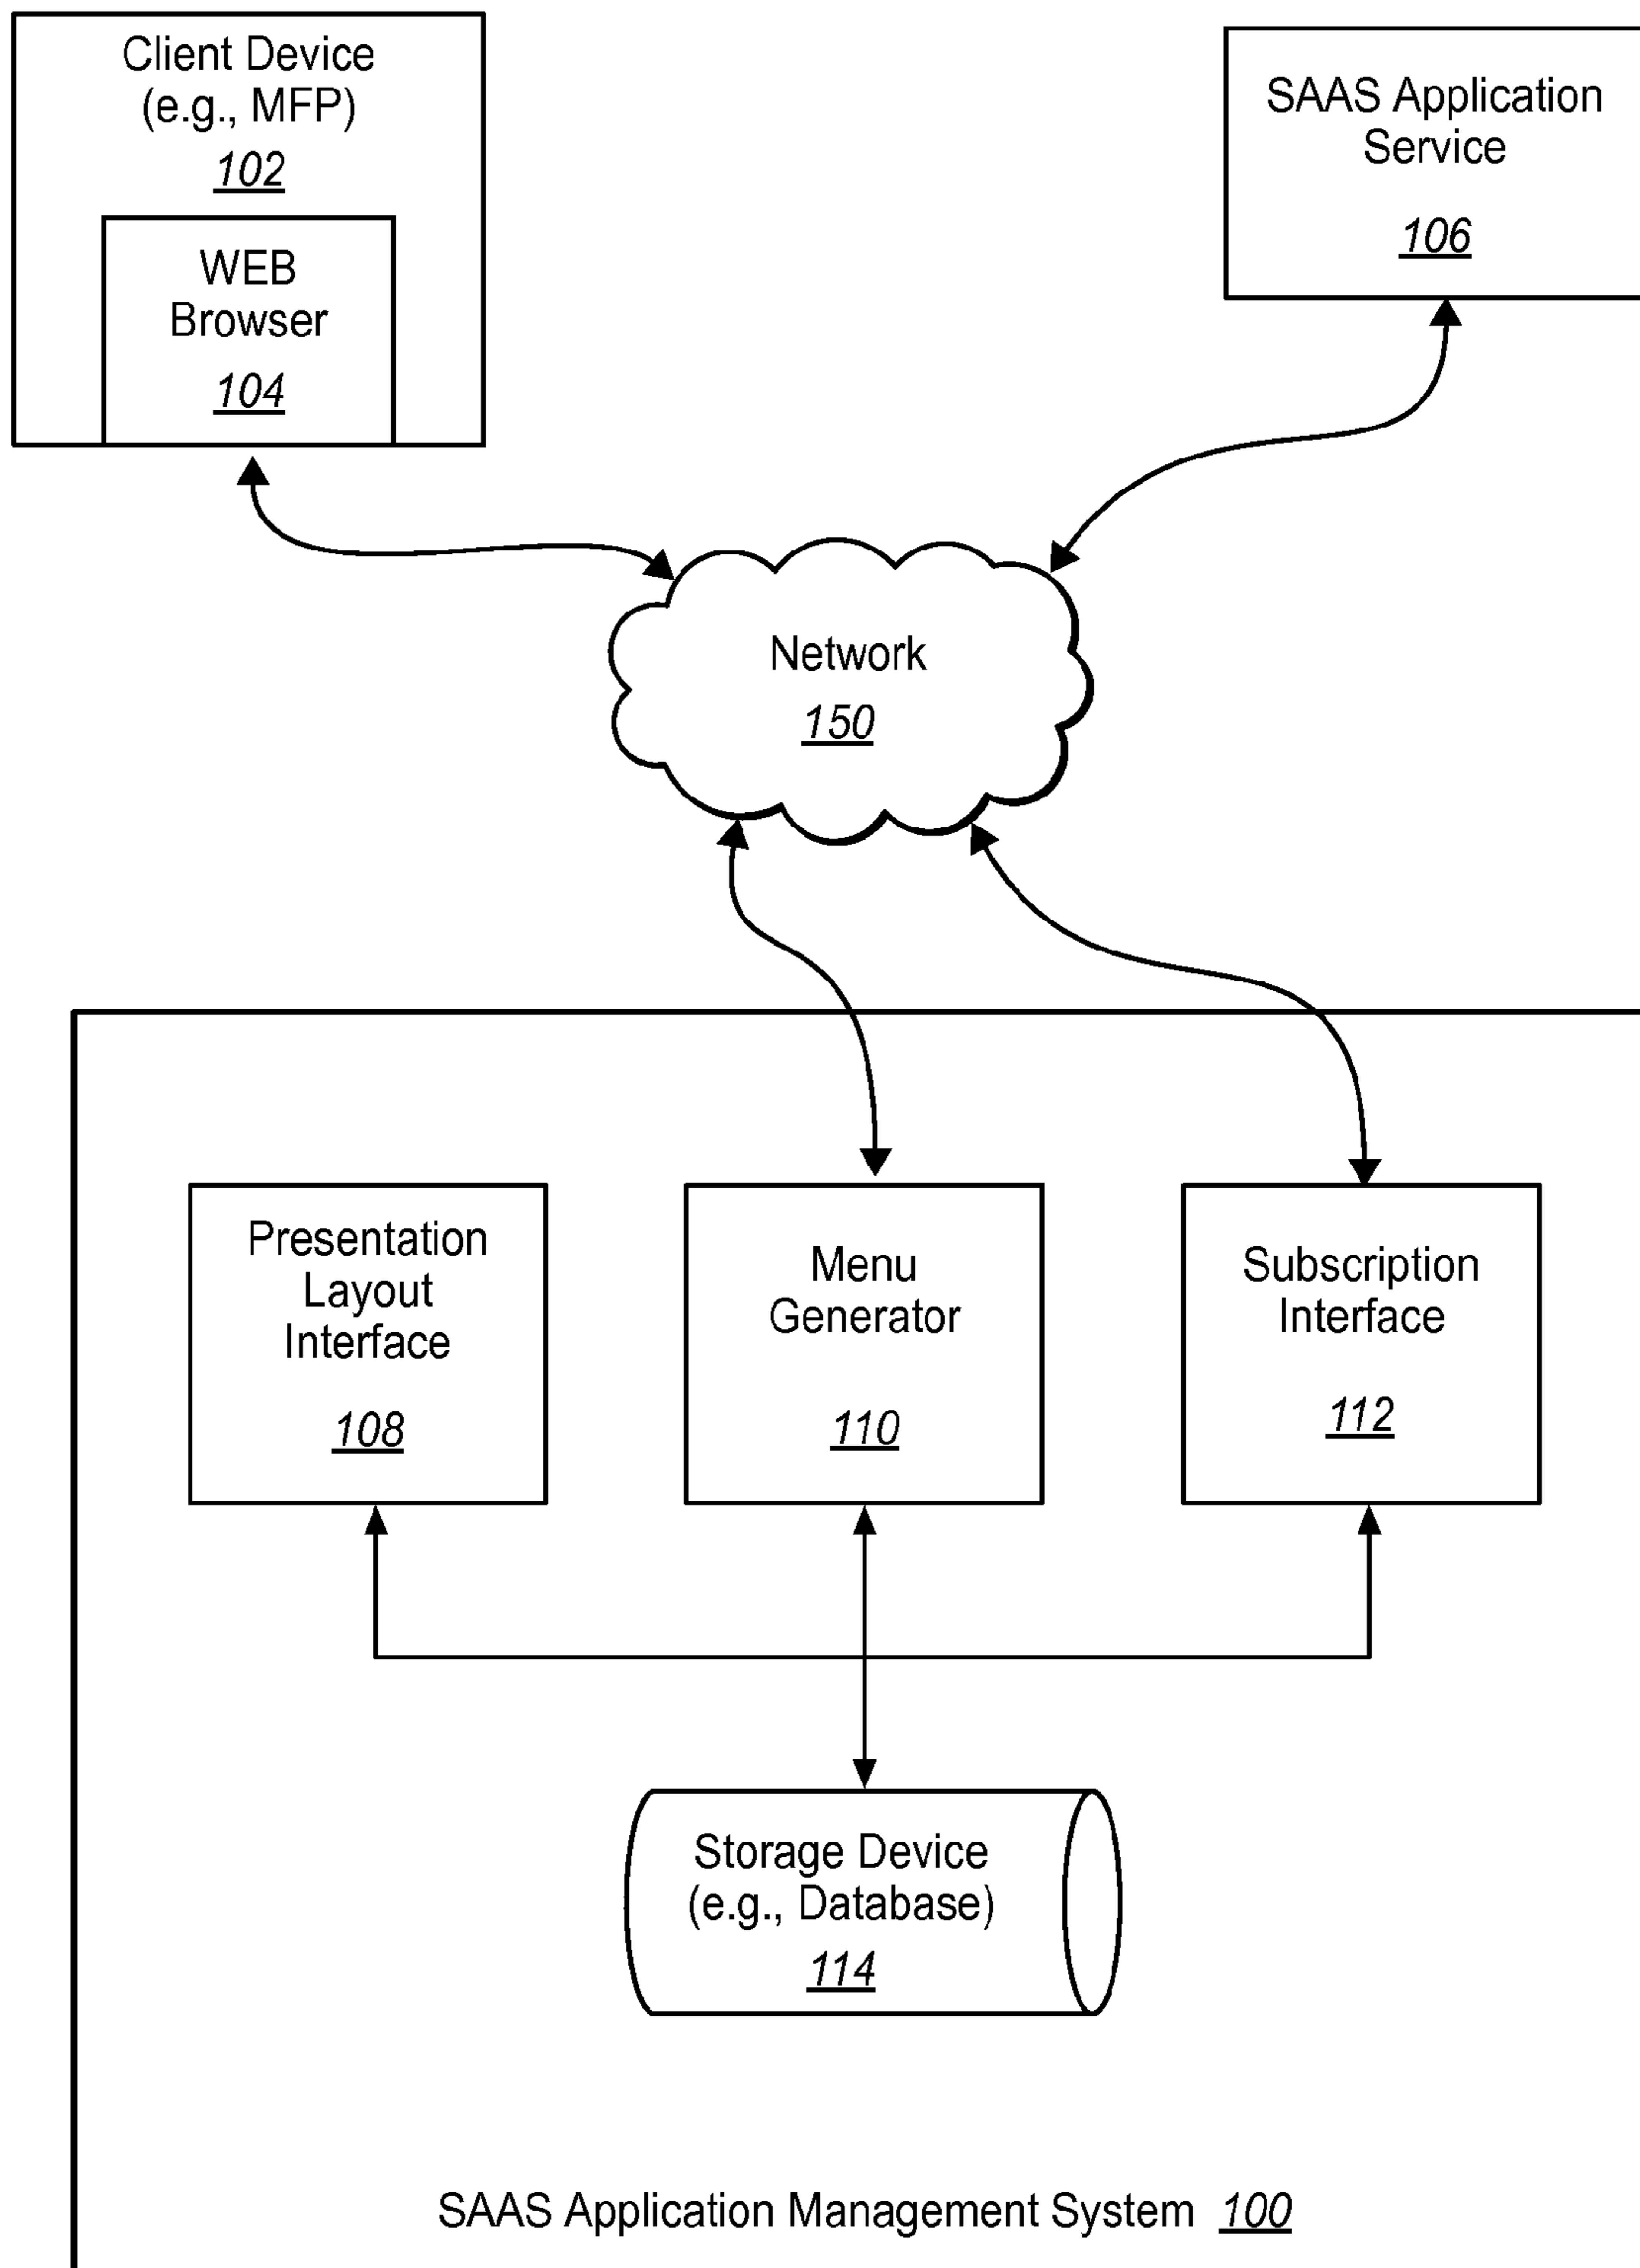 Client Device
(e.g., MFP)
102
WEB
Browser
104
SAAS Application
Service
106
Network
150
Presentation
Layout
Interface
108
Menu
Generator
110
Subscription
Interface
112
Storage Device
(e.g., Database)
114
SAAS Application Management System 100